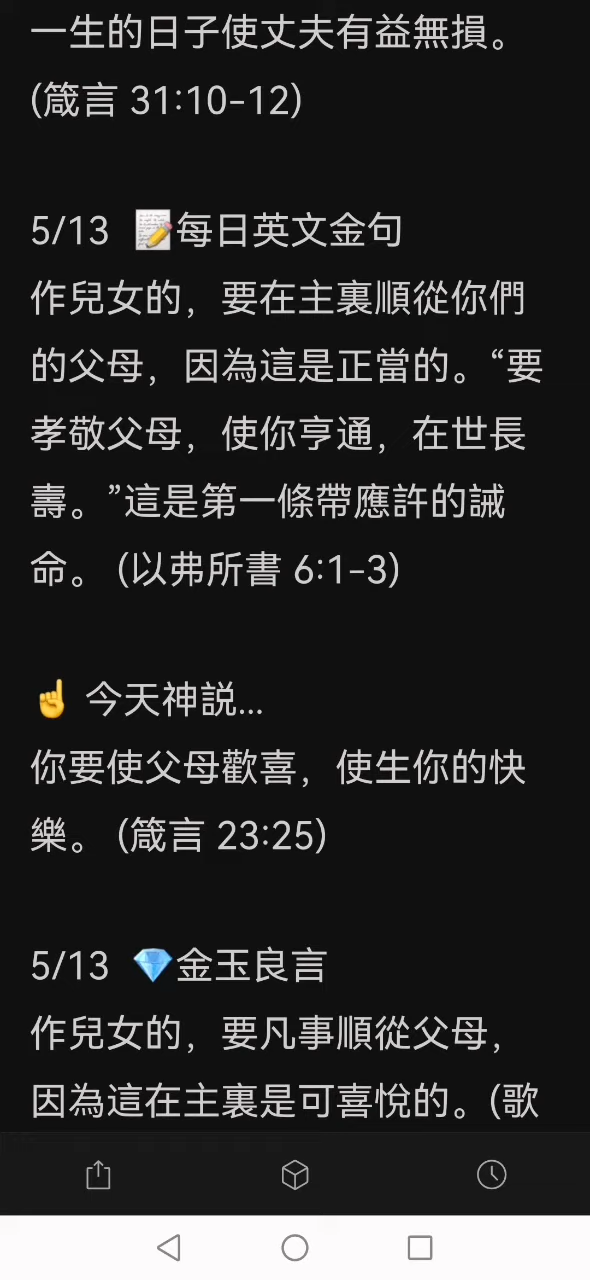 一生的日子使丈夫有益無損。
(箴言 31:10-12)
5/13 📝每日英文金句
作兒女的，要在主裏順從你們
的父母，因為這是正當的。“要
孝敬父母，使你亨通，在世長
壽。”這是第一條帶應許的誡
命。 (以弗所書 6:1-3)
☝️ 今天神説...
你要使父母歡喜，使生你的快
樂。 (箴言 23:25)
5/13 💎金玉良言
作兒女的，要凡事順從父母，
因為這在主裏是可喜悅的。(歌